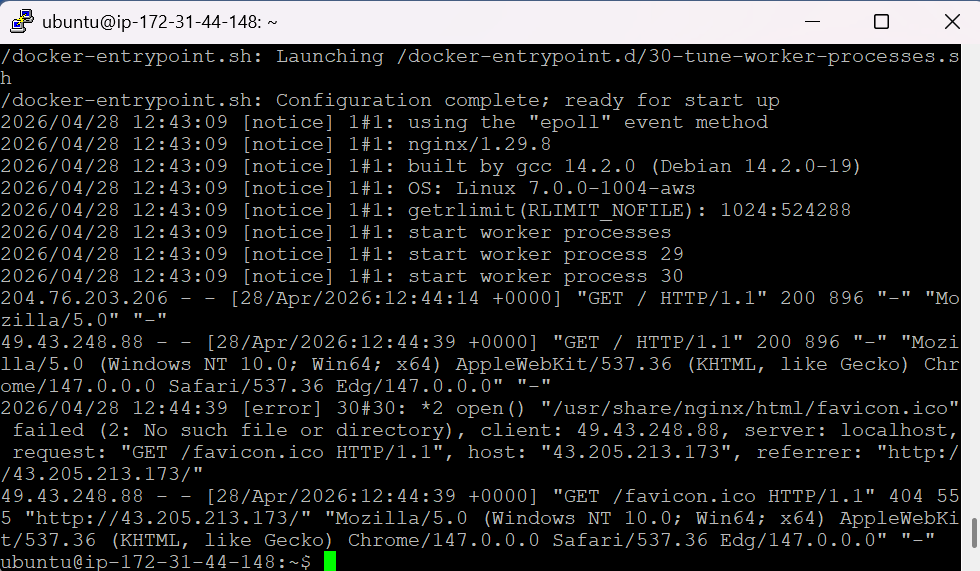 ubuntu@ip-172-31-44-148: ~
/docker-entrypoint.sh: Launching /docker-entrypoint.d/30-tune-worker-processes.s
h
/docker-entrypoint.sh: Configuration complete; ready for start up
2026/04/28 12:43:09 [notice] 1#1: using the "epoll" event method
2026/04/28 12:43:09 [notice] 1#1: nginx/1.29.8
2026/04/28 12:43:09 [notice] 1#1: built by gcc 14.2.0 (Debian 14.2.0-19)
2026/04/28 12:43:09 [notice] 1#1: OS: Linux 7.0.0-1004-aws
2026/04/28 12:43:09 [notice] 1#1: getrlimit(RLIMIT_NOFILE): 1024:524288
2026/04/28 12:43:09 [notice] 1#1: start worker processes
2026/04/28 12:43:09 [notice] 1#1: start worker process 29
2026/04/28 12:43:09 [notice] 1#1: start worker process 30
204.76.203.206 - - [28/Apr/2026:12:44:14 +0000] "GET / HTTP/1.1" 200 896 "-" "Mo
zilla/5.0" "-"
49.43.248.88 - - [28/Apr/2026:12:44:39 +0000] "GET / HTTP/1.1" 200 896 "-" "Mozi
lla/5.0 (Windows NT 10.0; Win64; x64) AppleWebKit/537.36 (KHTML, like Gecko) Chr
ome/147.0.0.0 Safari/537.36 Edg/147.0.0.0" "-"
2026/04/28 12:44:39 [error] 30#30: *2 open() "/usr/share/nginx/html/favicon.ico"
 failed (2: No such file or directory), client: 49.43.248.88, server: localhost,
 request: "GET /favicon.ico HTTP/1.1", host: "43.205.213.173", referrer: "http:/
/43.205.213.173/"
49.43.248.88 - - [28/Apr/2026:12:44:39 +0000] "GET /favicon.ico HTTP/1.1" 404 55
5 "http://43.205.213.173/" "Mozilla/5.0 (Windows NT 10.0; Win64; x64) AppleWebKi
t/537.36 (KHTML, like Gecko) Chrome/147.0.0.0 Safari/537.36 Edg/147.0.0.0" "-"
ubuntu@ip-172-31-44-148:~$